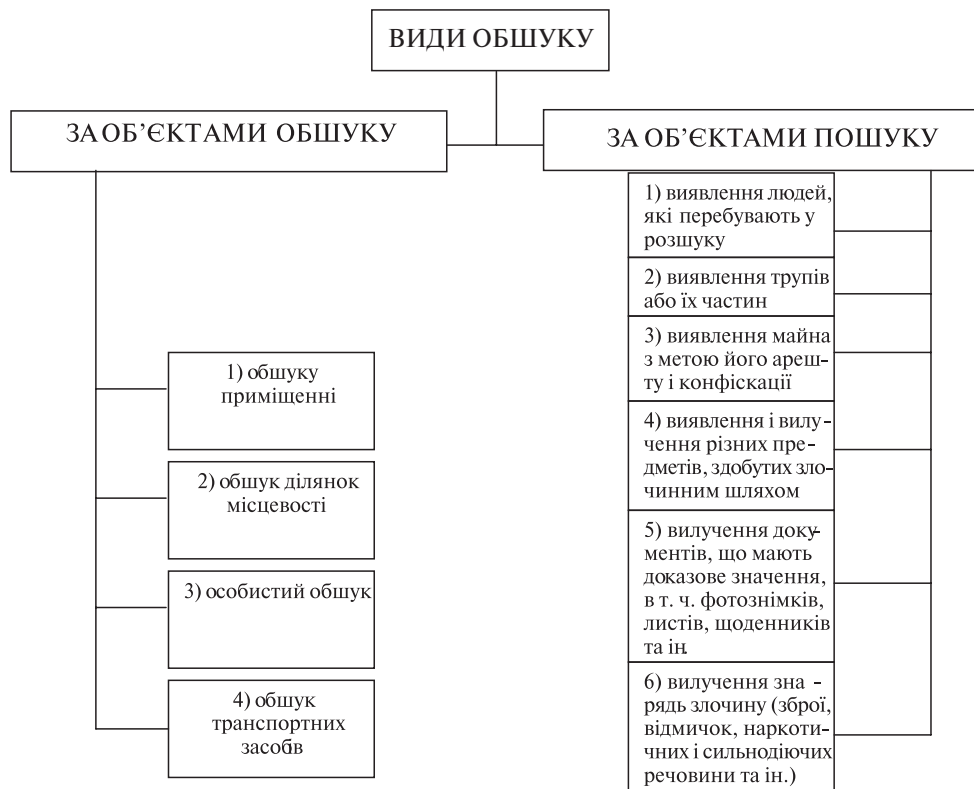 ВИДИ ОБШУКУ
ЗА ОБ’ЄКТАМИ ОБШУКУ
1) обшуку
приміщенні
2) обшук ділянок
місцевості
3) особистий обшук
4) обшук
транспортних
засобів
ЗА ОБ’ЄКТАМИ ПОШУКУ
1) виявлення людей,
які перебувають у
розшуку
2) виявлення трупів
або їх частин
3) виявлення майна
з метою його ареш-
ту і конфіскації
4) виявлення і вилу-
чення різних пре-
дметів, здобутих зло-
чинним шляхом
5) вилучення доку-
ментів, що мають
доказове значення,
в т. ч. фотознімків,
листів, щоденників
та ін.
6) вилучення зна -
рядь злочину (зброї,
відмичок, наркоти-
чних і сильнодіючих
речовини та ін.)